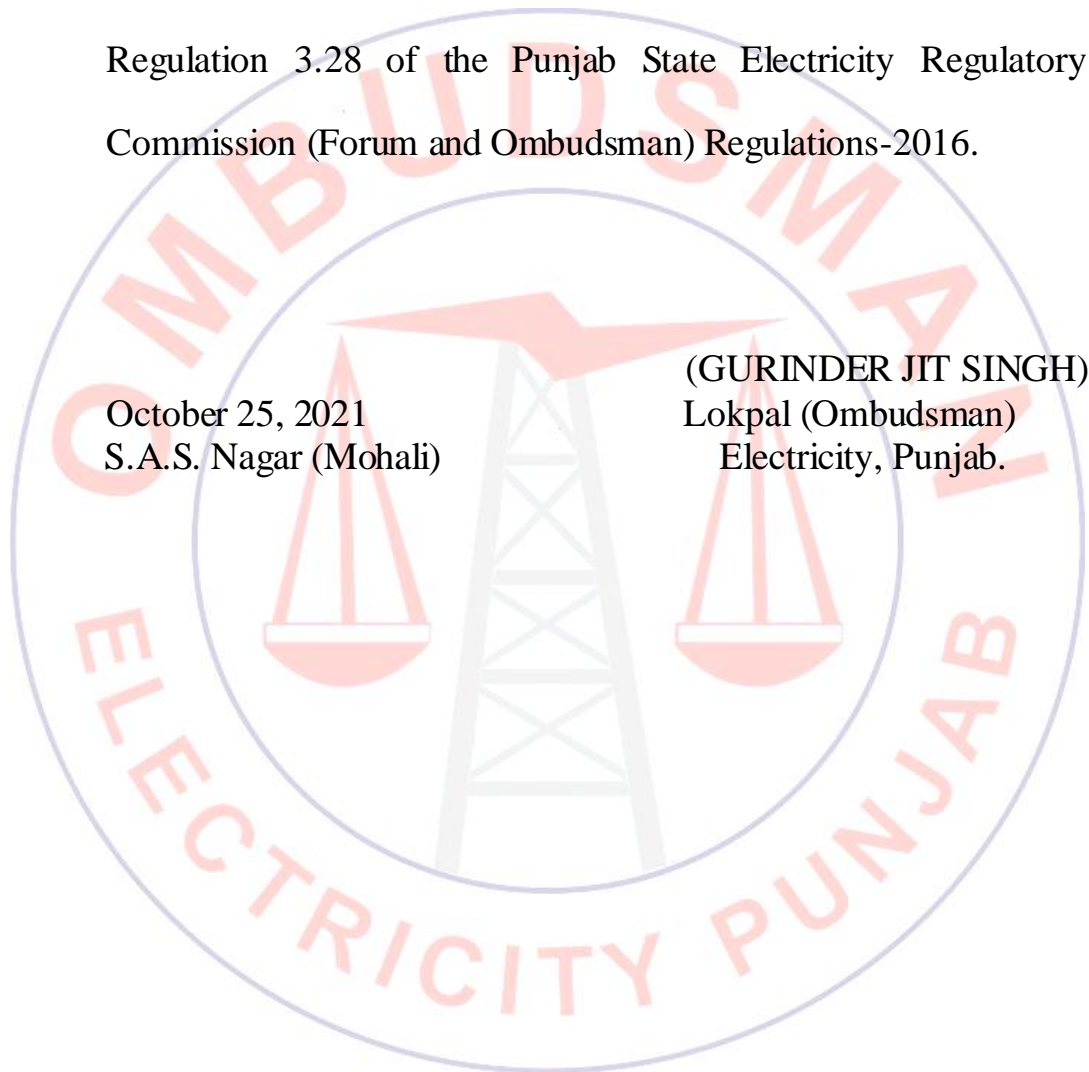 Regulation 3.28 of the Punjab State Electricity Regulatory
Commission (Forum and Ombudsman) Regulations-2016.
(GURINDER JIT SINGH)
October 25, 2021 Lokpal (Ombudsman)
S.A.S. Nagar (Mohali) Electricity, Punjab.
OMBUDSMAN
ELECTRICITY PUNJAB